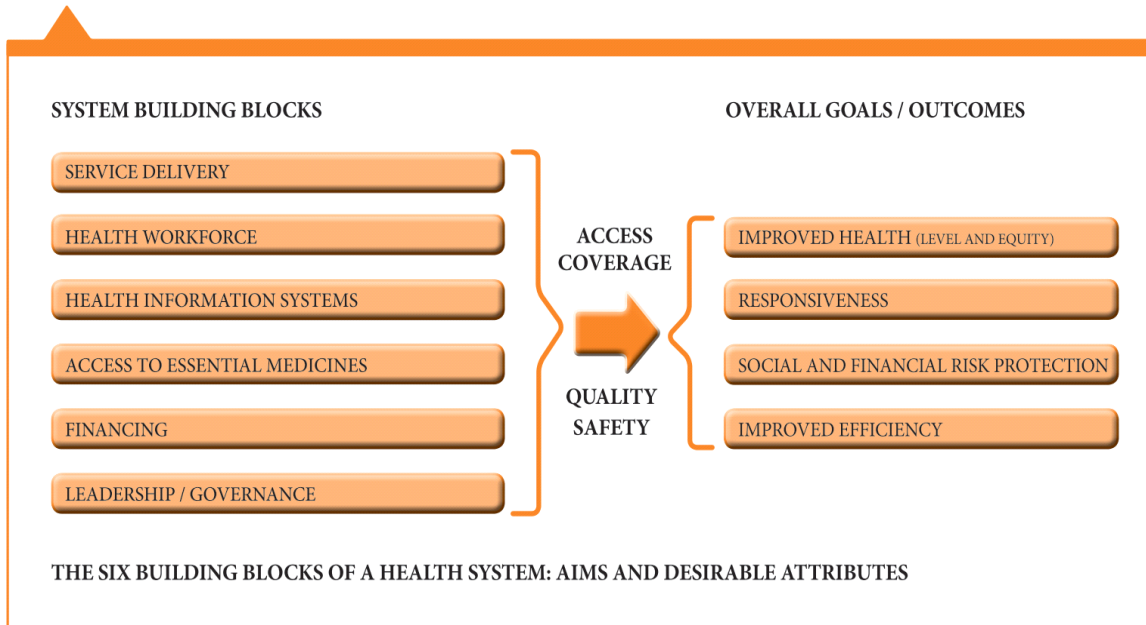 SYSTEM BUILDING BLOCKS
SERVICE DELIVERY
HEALTH WORKFORCE
HEALTH INFORMATION SYSTEMS
ACCESS TO ESSENTIAL MEDICINES
FINANCING
LEADERSHIP / GOVERNANCE
ACCESS
COVERAGE
QUALITY
SAFETY
OVERALL GOALS / OUTCOMES
IMPROVED HEALTH (LEVEL AND EQUITY)
RESPONSIVENESS
SOCIAL AND FINANCIAL RISK PROTECTION
IMPROVED EFFICIENCY
THE SIX BUILDING BLOCKS OF A HEALTH SYSTEM: AIMS AND DESIRABLE ATTRIBUTES